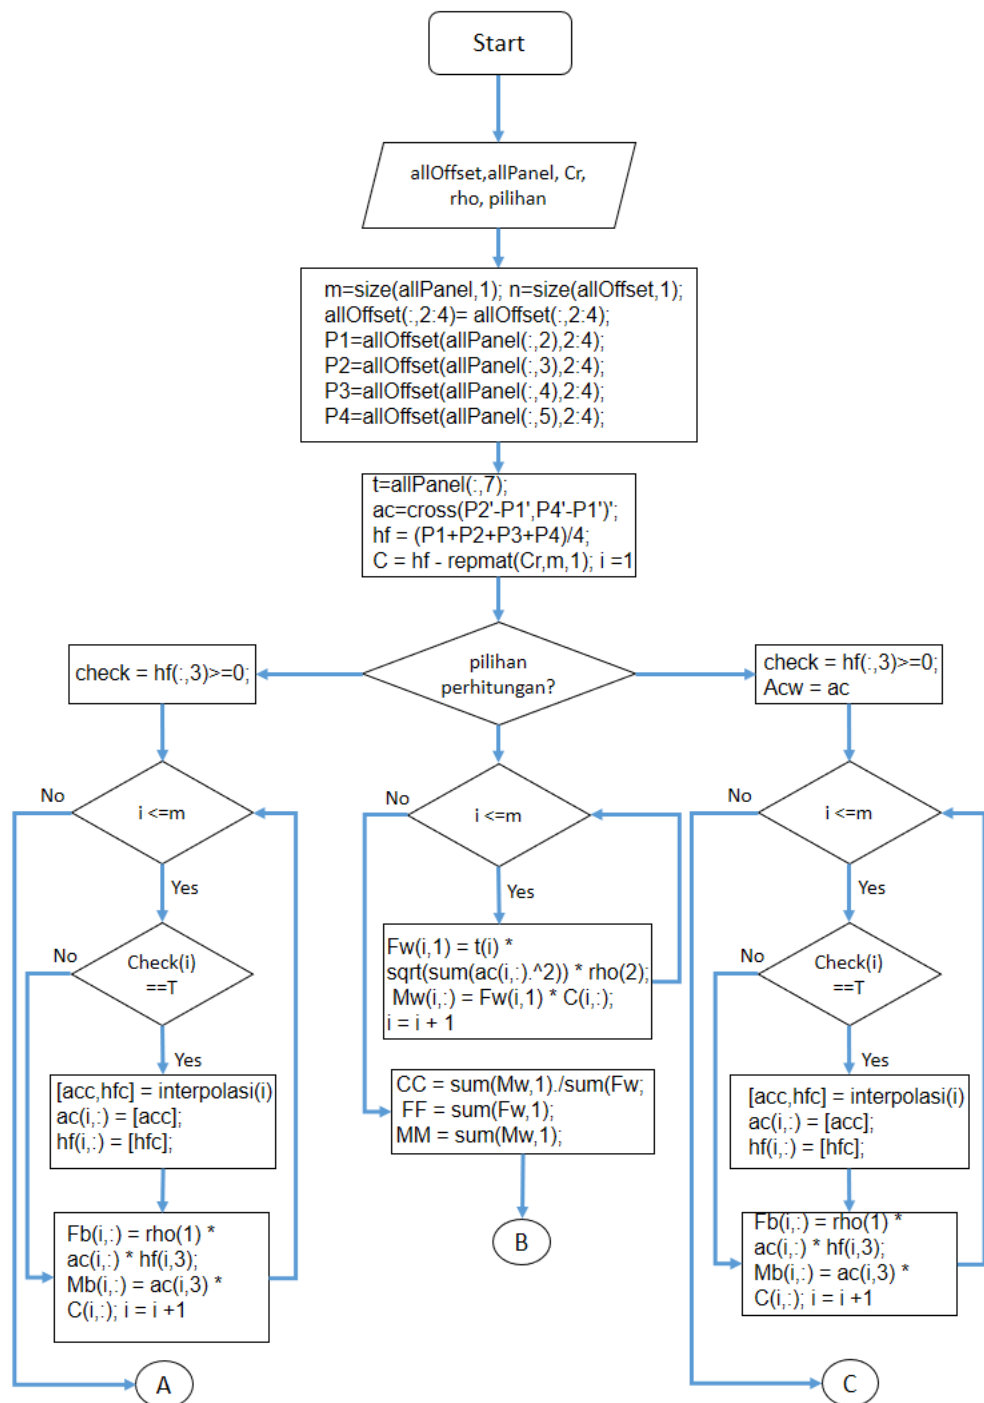 Start
allOffset,allPanel, Cr,
rho, pilihan
m=size(allPanel,1); n=size(allOffset,1);
allOffset(:,2:4)= allOffset(:,2:4);
P1=allOffset(allPanel(:,2),2:4);
P2=allOffset(allPanel(:,3),2:4);
P3=allOffset(allPanel(:,4),2:4);
P4=allOffset(allPanel(:,5),2:4);
t=allPanel(:,7);
ac=cross(P2'-P1',P4'-P1')';
hf = (P1+P2+P3+P4)/4;
C = hf - repmat(Cr,m,1); i =1
pilihan
perhitungan?
check = hf(:,3)>=0;
No
i <=m
Yes
No
Check(i)
==T
Yes
[acc,hfc] = interpolasi(i)
ac(i,:) = [acc];
hf(i,:) = [hfc];
Fb(i,:) = rho(1) *
ac(i,:) * hf(i,3);
Mb(i,:) = ac(i,3) *
C(i,:); i = i +1
A
No
i <=m
Yes
Fw(i,1) = t(i) *
sqrt(sum(ac(i,:).^2)) * rho(2);
Mw(i,:) = Fw(i,1) * C(i,:);
i = i + 1
CC = sum(Mw,1)./sum(Fw;
FF = sum(Fw,1);
MM = sum(Mw,1);
B
check = hf(:,3)>=0;
Acw = ac
No
i <=m
Yes
No
Check(i)
==T
Yes
[acc,hfc] = interpolasi(i)
ac(i,:) = [acc];
hf(i,:) = [hfc];
Fb(i,:) = rho(1) *
ac(i,:) * hf(i,3);
Mb(i,:) = ac(i,3) *
C(i,:); i = i +1
C